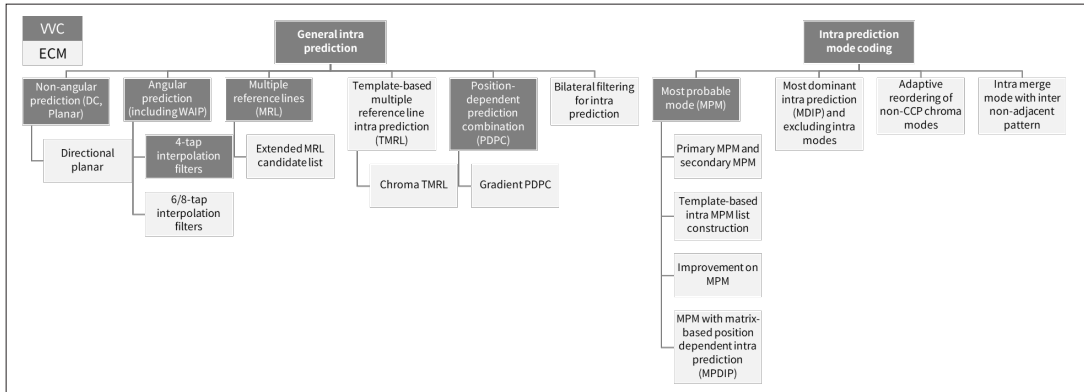 VVC
ECM
General intra
prediction
Non-angular
prediction (DC,
Planar)
Directional
planar
Angular
prediction
(including WAIP)
4-tap
interpolation
filters
6/8-tap
interpolation
filters
Multiple
reference lines
(MRL)
Extended MRL
candidate list
Template-based
multiple
reference line
intra prediction
(TMRL)
Chroma TMRL
Position-
dependent
prediction
combination
(PDPC)
Gradient PDPC
Bilateral filtering
for intra
prediction
Intra prediction
mode coding
Most probable
mode (MPM)
Primary MPM and
secondary MPM
Template-based
intra MPM list
construction
Improvement on
MPM
MPM with matrix-
based position
dependent intra
prediction
(MPDIP)
Most dominant
intra prediction
(MDIP) and
excluding intra
modes
Adaptive
reordering of
non-CCP chroma
modes
Intra merge
mode with inter
non-adjacent
pattern